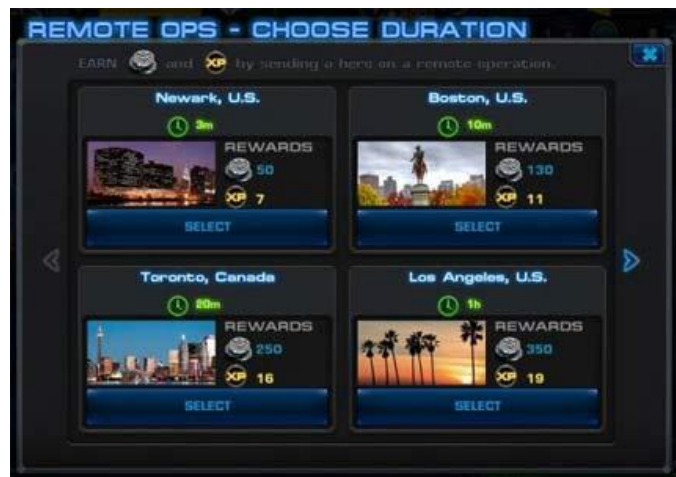 REMOTE OPS - CHOOSE DURATION
EARN and XP by sending a hero on a remote operation.
Newark, U.S.
3m
REWARDS
50
XP 7
SELECT
Boston, U.S.
10m
REWARDS
130
XP 11
SELECT
Toronto, Canada
20m
REWARDS
250
XP 16
SELECT
Los Angeles, U.S.
1h
REWARDS
350
XP 19
SELECT